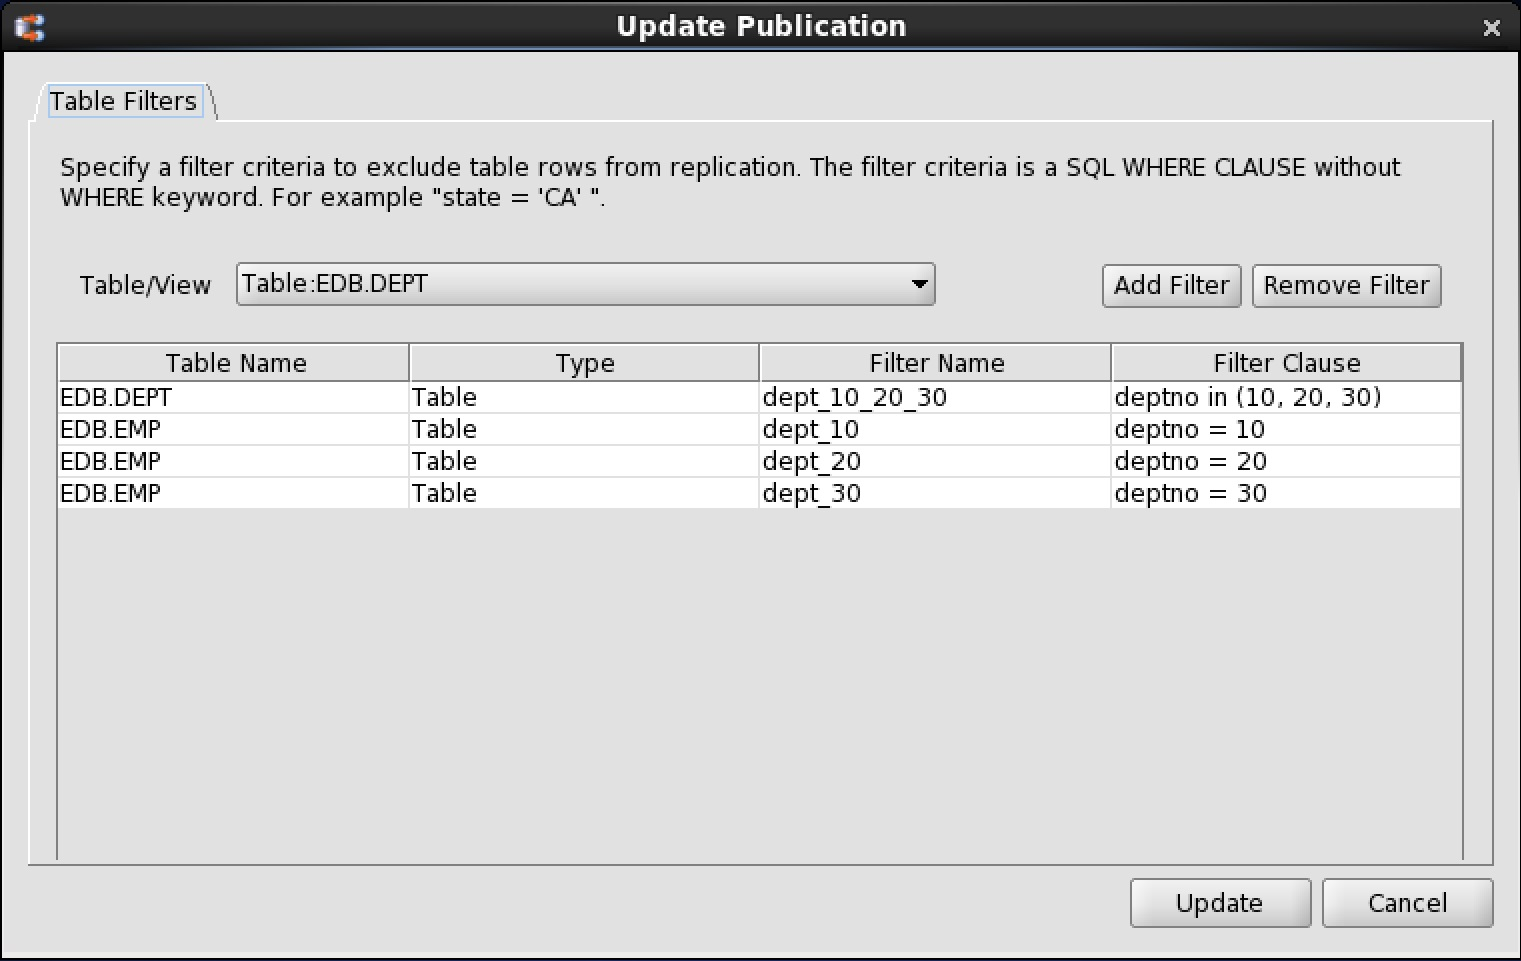 Update Publication
Table Filters
Specify a filter criteria to exclude table rows from replication. The filter criteria is a SQL WHERE CLAUSE without
WHERE keyword. For example "state = 'CA' ".
Table/View Table:EDB.DEPT Add Filter Remove Filter
Table Name Type Filter Name Filter Clause
EDB.DEPT Table dept_10_20_30 deptno in (10, 20, 30)
EDB.EMP Table dept_10 deptno = 10
EDB.EMP Table dept_20 deptno = 20
EDB.EMP Table dept_30 deptno = 30
Update Cancel